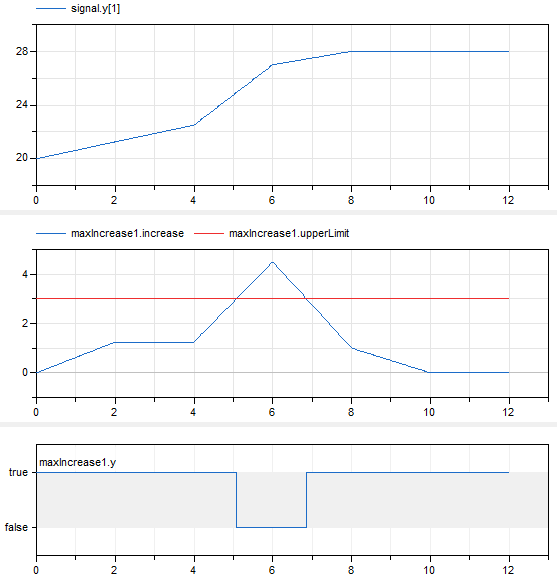 signal.y[1]
28
24
20
0 2 4 6 8 10 12
maxIncrease1.increase maxIncrease1.upperLimit
4
2
0
0 2 4 6 8 10 12
maxIncrease1.y
true
false
0 2 4 6 8 10 12